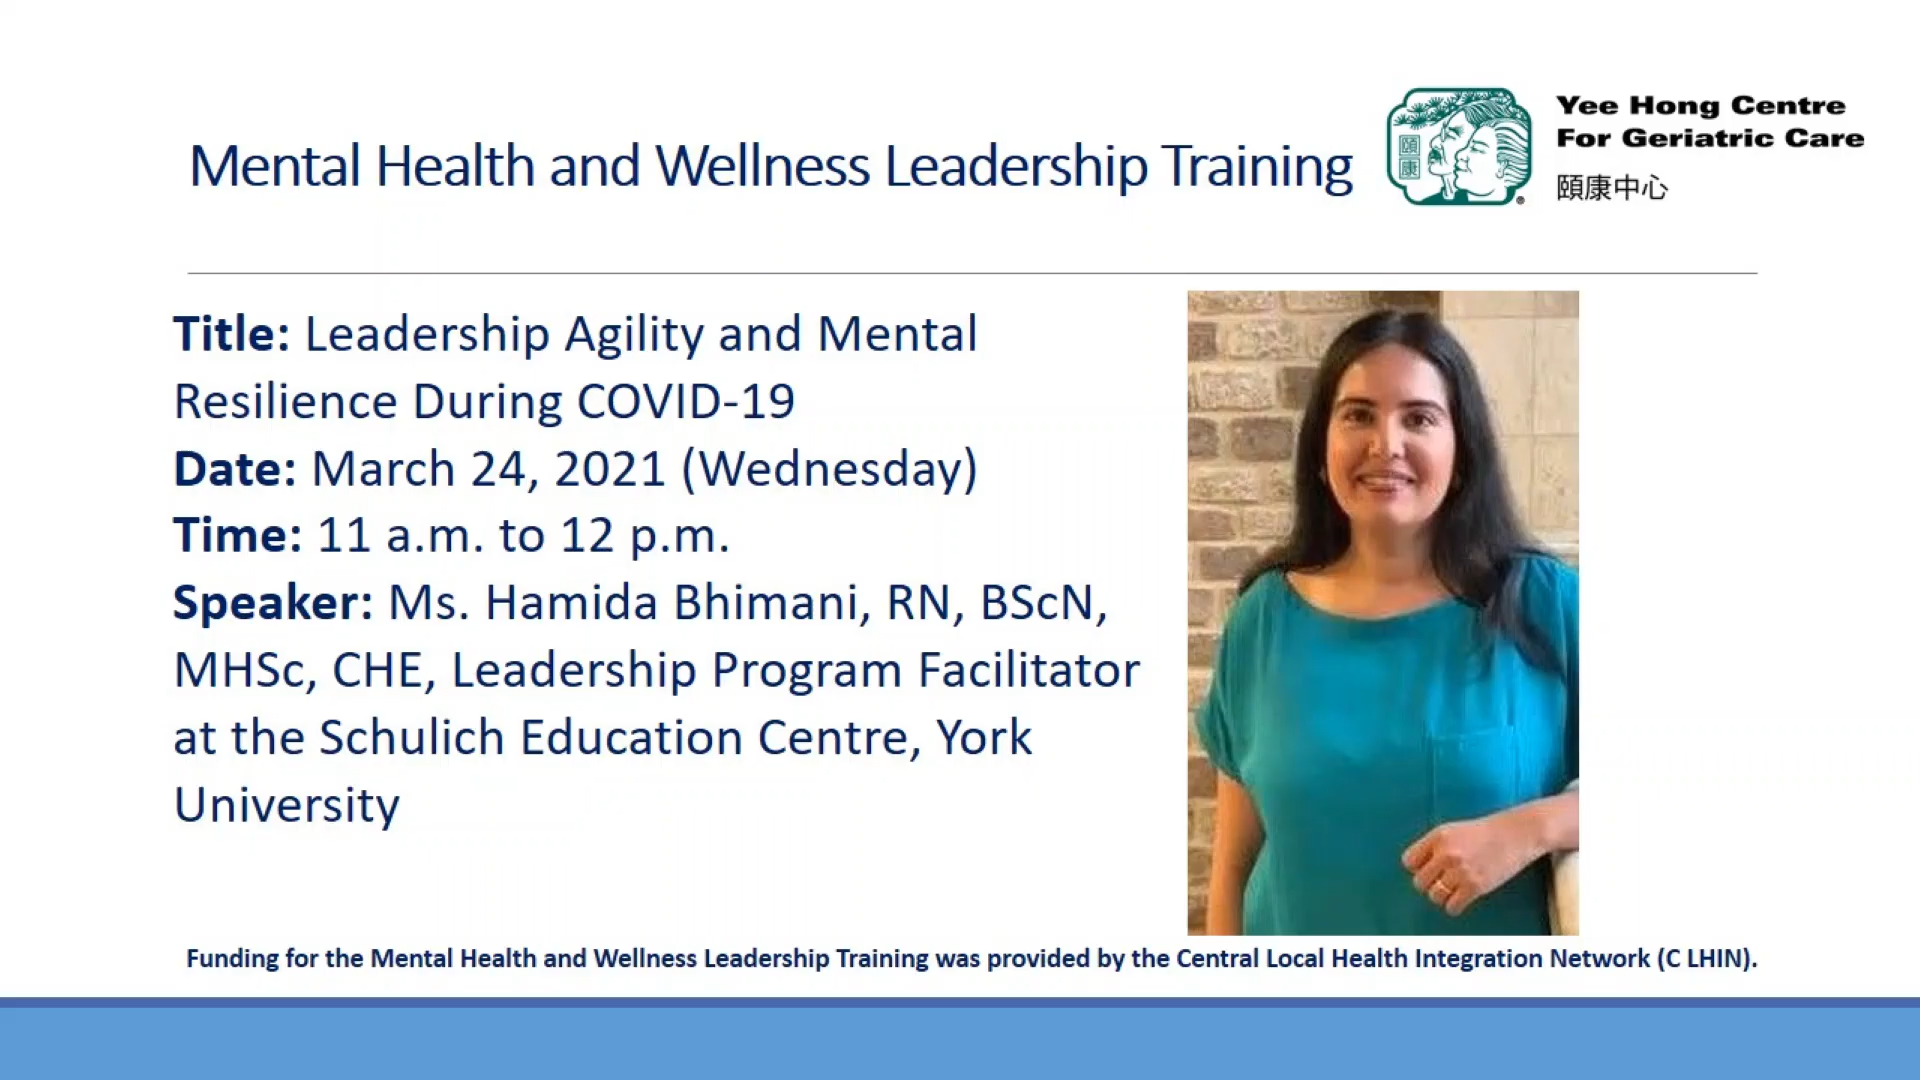 Mental Health and Wellness Leadership Training
Yee Hong Centre
For Geriatric Care
頤康
頤康中心
Title: Leadership Agility and Mental
Resilience During COVID-19
Date: March 24, 2021 (Wednesday)
Time: 11 a.m. to 12 p.m.
Speaker: Ms. Hamida Bhimani, RN, BScN,
MHSc, CHE, Leadership Program Facilitator
at the Schulich Education Centre, York
University
Funding for the Mental Health and Wellness Leadership Training was provided by the Central Local Health Integration Network (C LHIN).